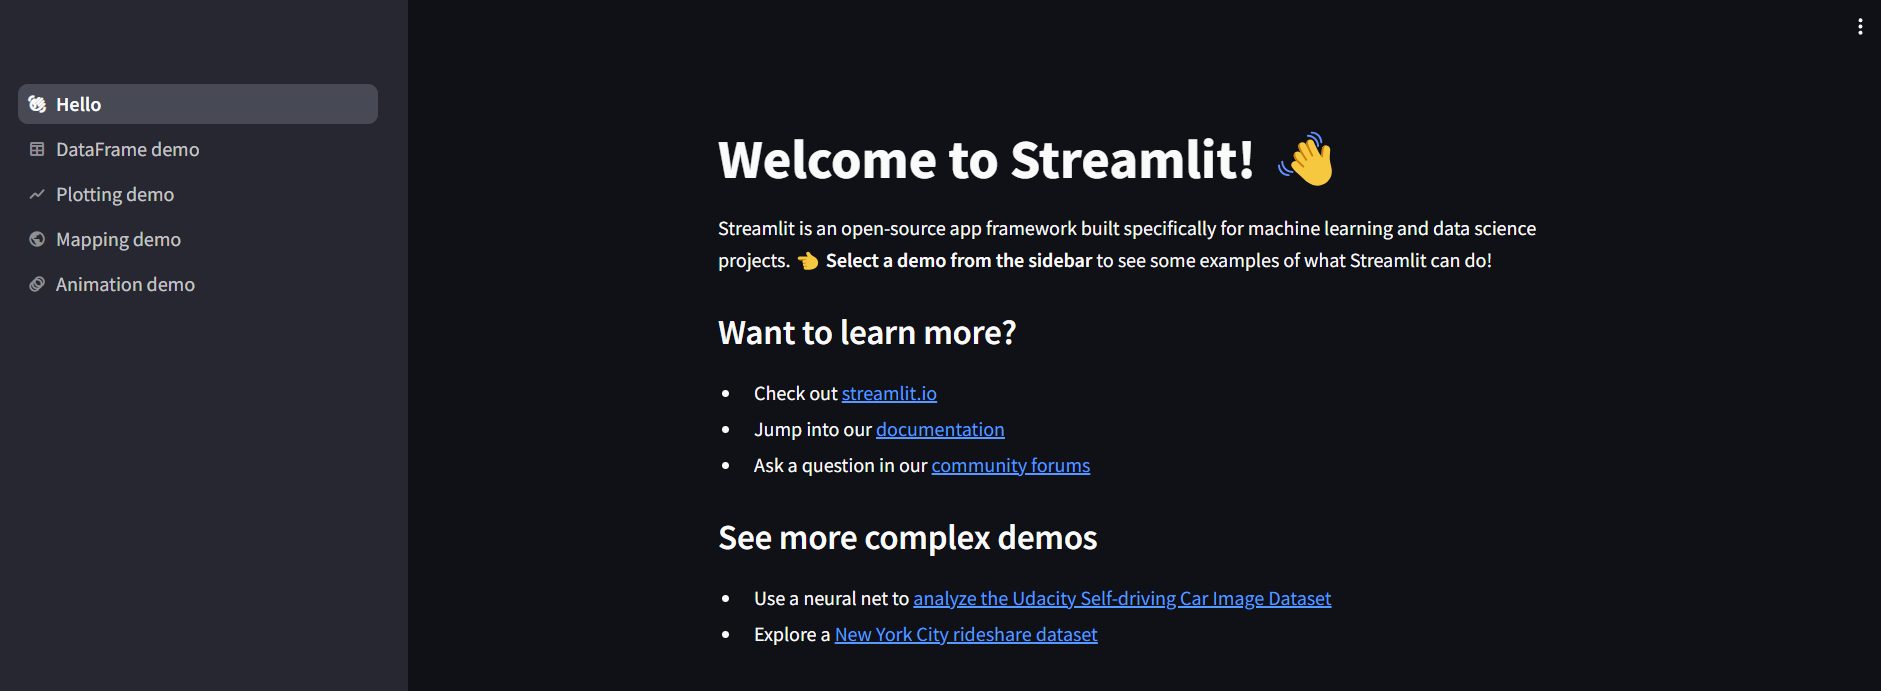 Hello
DataFrame demo
Plotting demo
Mapping demo
Animation demo
Welcome to Streamlit! 👋
Streamlit is an open-source app framework built specifically for machine learning and data science
projects. 👈 Select a demo from the sidebar to see some examples of what Streamlit can do!
Want to learn more?
• Check out streamlit.io
• Jump into our documentation
• Ask a question in our community forums
See more complex demos
• Use a neural net to analyze the Udacity Self-driving Car Image Dataset
• Explore a New York City rideshare dataset